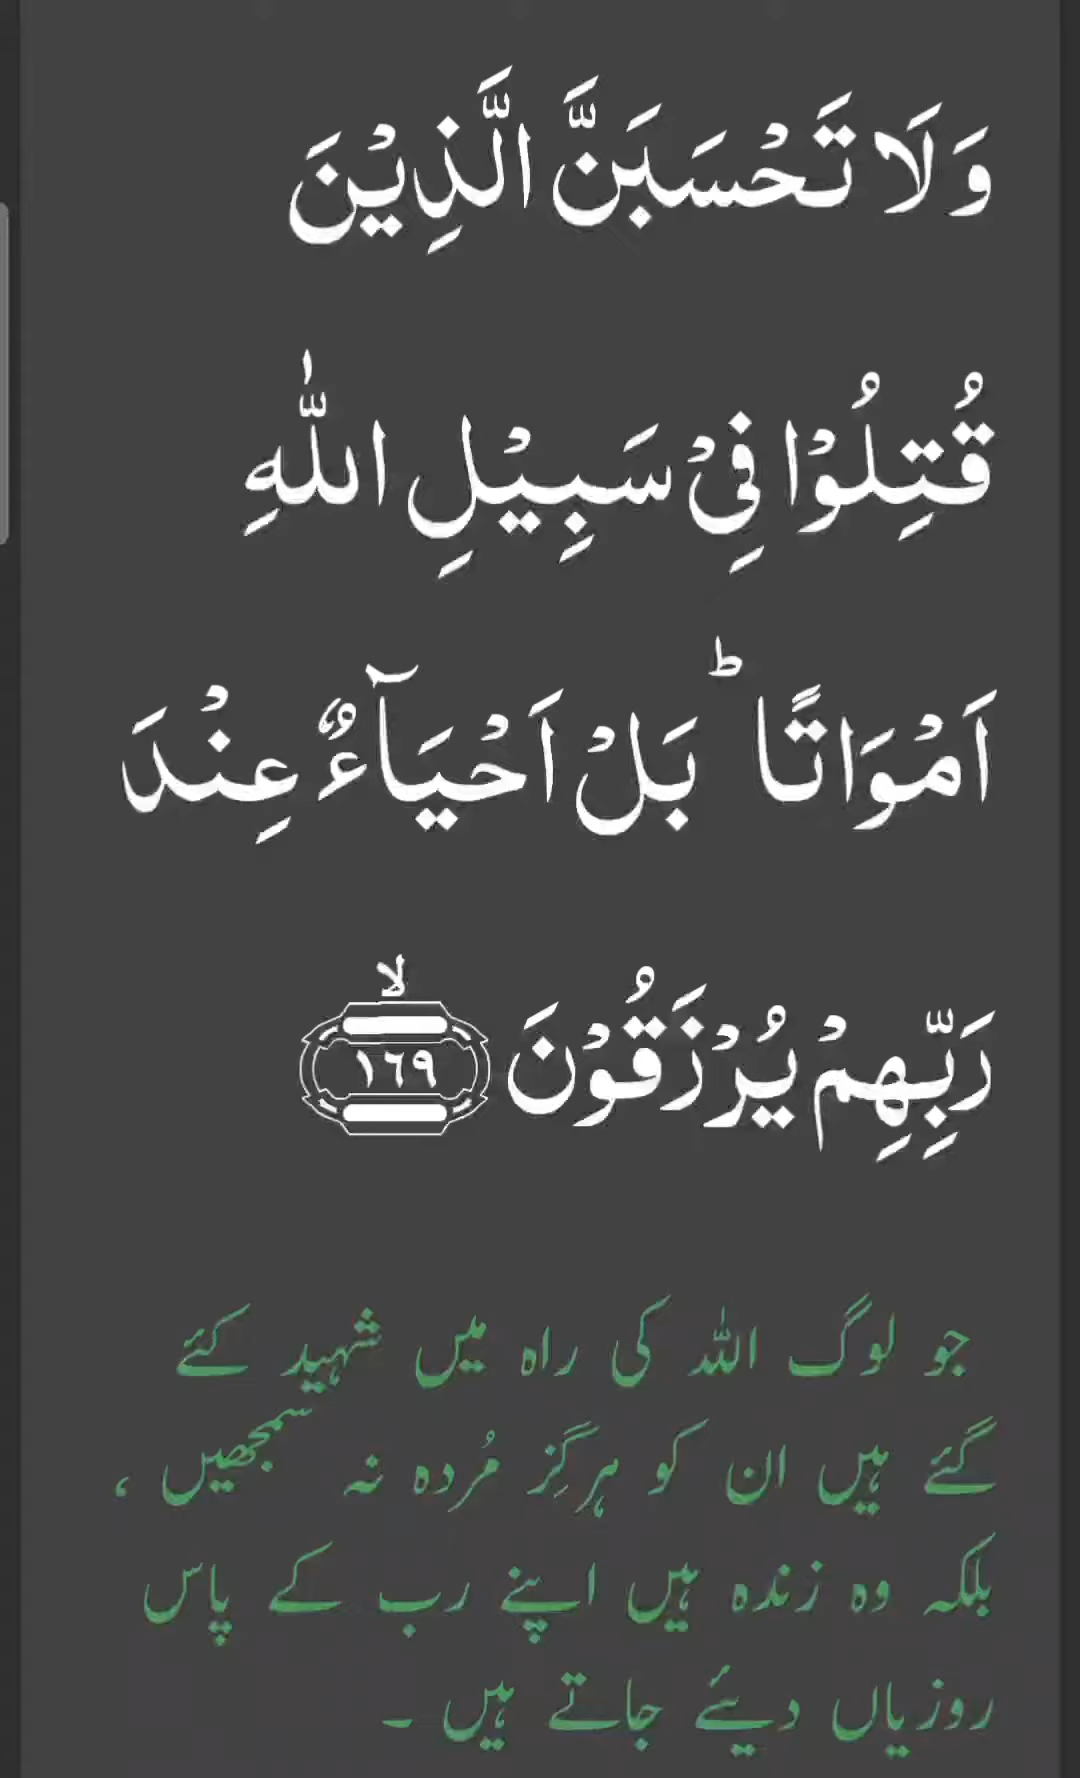 وَلَا تَحْسَبَنَّ الَّذِيْنَ
قُتِلُوْا فِيْ سَبِيْلِ اللّٰهِ
اَمْوَاتًا ؕ بَلْ اَحْيَآءٌ عِنْدَ
رَبِّهِمْ يُرْزَقُوْنَ ۙ ١٦٩
جو لوگ اللہ کی راہ میں شہید کئے
گئے ہیں ان کو ہرگِز مُردہ نہ سمجھیں ،
بلکہ وہ زندہ ہیں اپنے رب کے پاس
روزیاں دیئے جاتے ہیں ۔